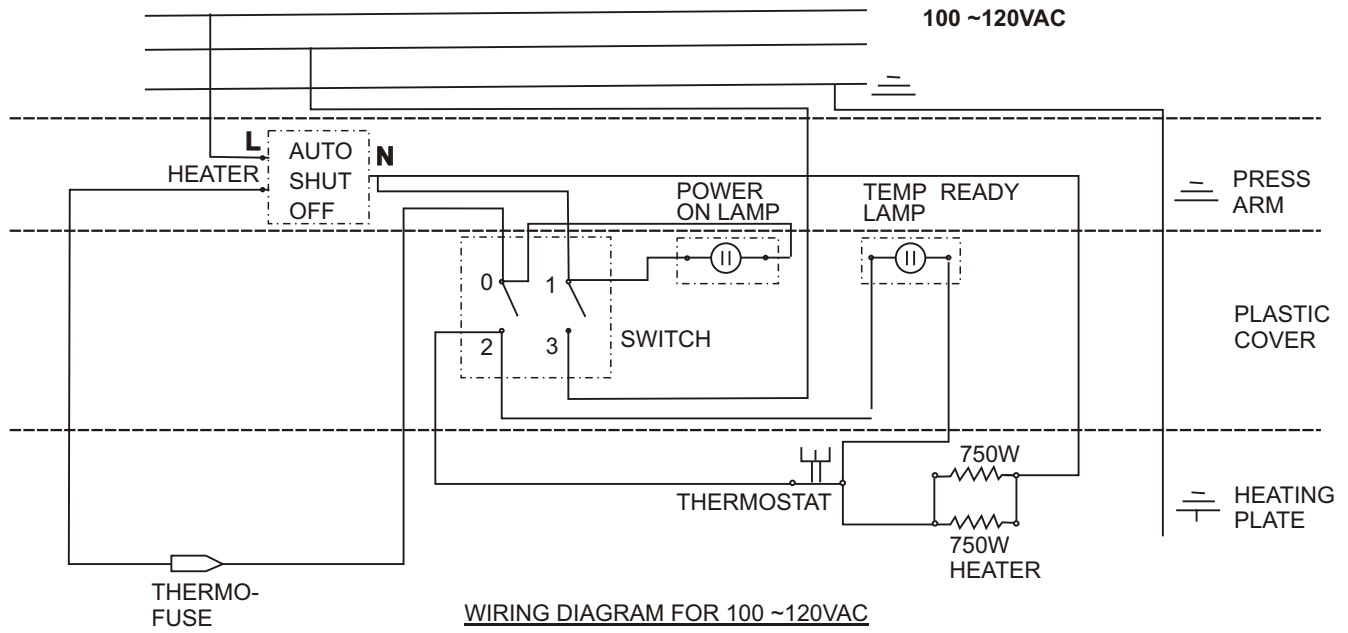 100 ~120VAC
L
AUTO
SHUT
OFF
N
HEATER
POWER
ON LAMP
TEMP READY
LAMP
PRESS
ARM
0
1
2
3
SWITCH
PLASTIC
COVER
THERMOSTAT
750W
750W
HEATER
HEATING
PLATE
THERMO-
FUSE
WIRING DIAGRAM FOR 100 ~120VAC